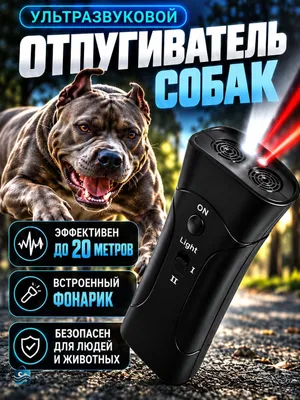 УЛЬТРАЗВУКОВОЙ
ОТПУГИВАТЕЛЬ
СОБАК
ЭФФЕКТИВЕН
ДО 20 МЕТРОВ
ВСТРОЕННЫЙ
ФОНАРИК
БЕЗОПАСЕН
ДЛЯ ЛЮДЕЙ
И ЖИВОТНЫХ
ON
Light
I
II